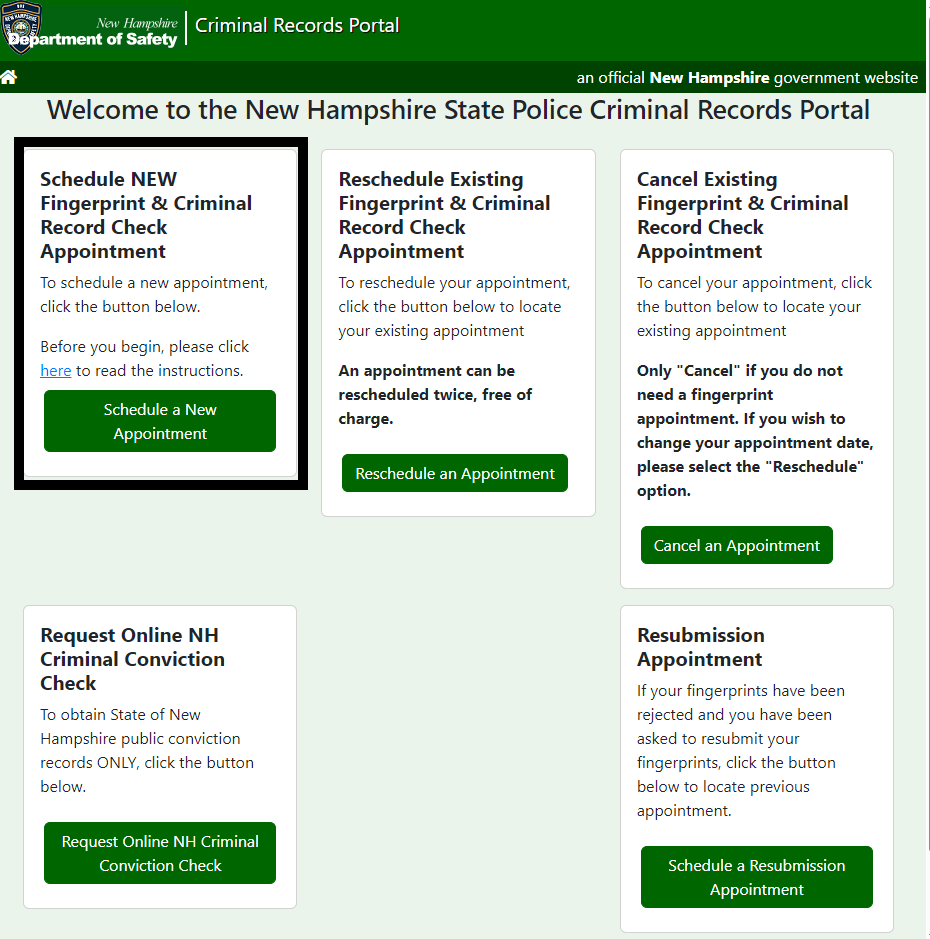 New Hampshire
Department of Safety
Criminal Records Portal
an official New Hampshire government website
Welcome to the New Hampshire State Police Criminal Records Portal
Schedule NEW
Fingerprint & Criminal
Record Check
Appointment
To schedule a new appointment,
click the button below.
Before you begin, please click
here to read the instructions.
Schedule a New
Appointment
Reschedule Existing
Fingerprint & Criminal
Record Check
Appointment
To reschedule your appointment,
click the button below to locate
your existing appointment
An appointment can be
rescheduled twice, free of
charge.
Reschedule an Appointment
Cancel Existing
Fingerprint & Criminal
Record Check
Appointment
To cancel your appointment, click
the button below to locate your
existing appointment
Only "Cancel" if you do not
need a fingerprint
appointment. If you wish to
change your appointment date,
please select the "Reschedule"
option.
Cancel an Appointment
Request Online NH
Criminal Conviction
Check
To obtain State of New
Hampshire public conviction
records ONLY, click the button
below.
Request Online NH Criminal
Conviction Check
Resubmission
Appointment
If your fingerprints have been
rejected and you have been
asked to resubmit your
fingerprints, click the button
below to locate previous
appointment.
Schedule a Resubmission
Appointment